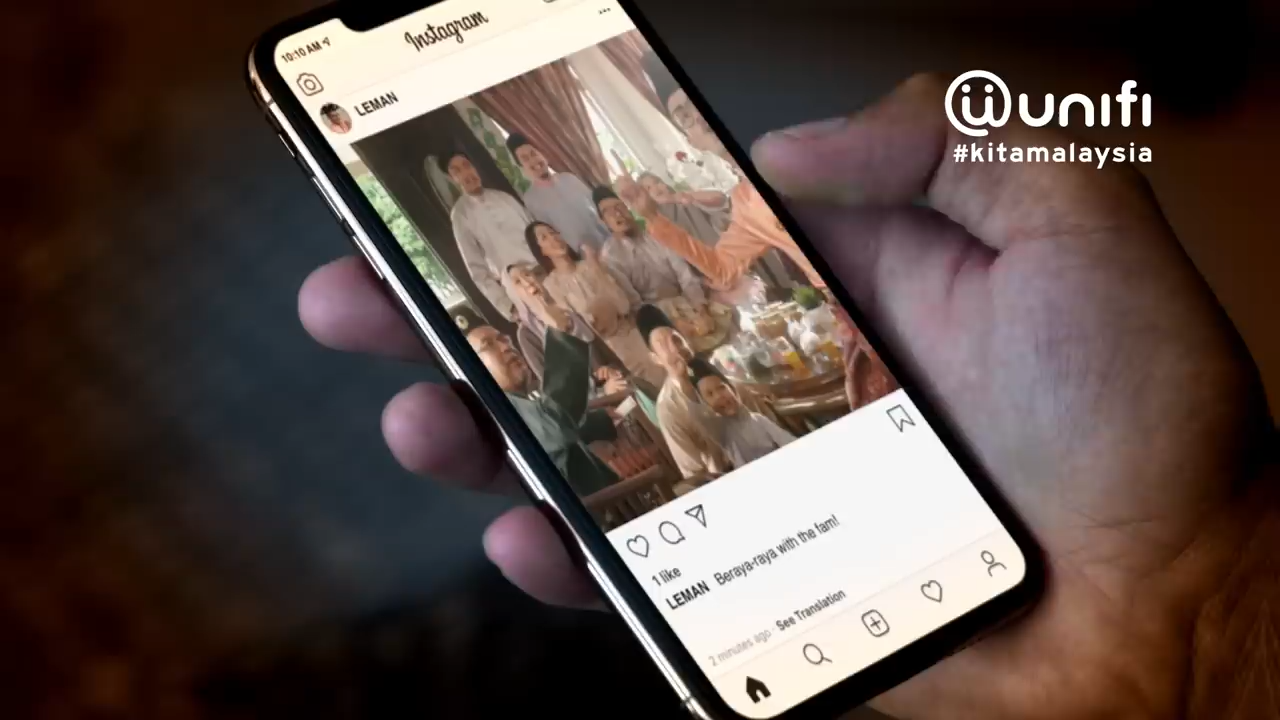 10:10 AM
Instagram
LEMAN
unifi
#kitamalaysia
1 like
LEMAN Beraya-raya with the fam!
2 minutes ago · See Translation